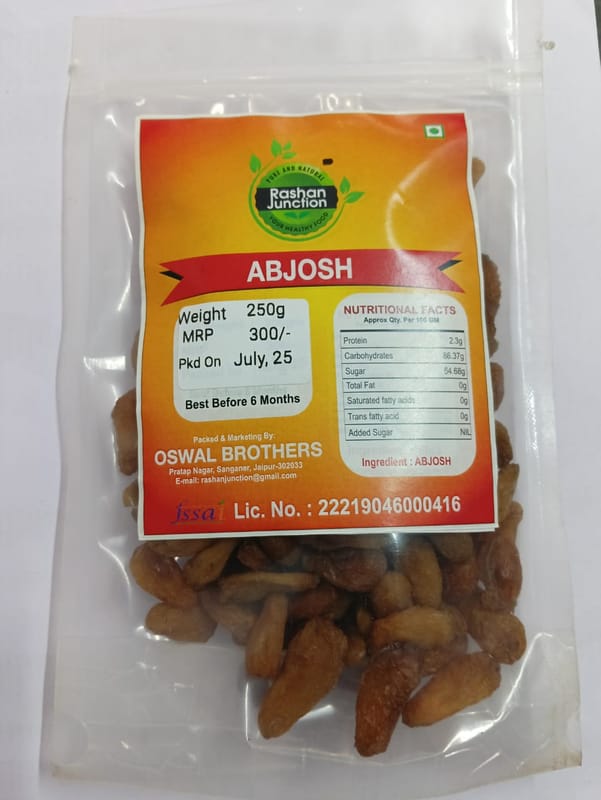 PURE AND NATURAL
Rashan
Junction
YOUR HEALTHY FOOD
ABJOSH
Weight 250g
MRP 300/-
Pkd On July, 25
Best Before 6 Months
Packed & Marketing By:
OSWAL BROTHERS
Pratap Nagar, Sanganer, Jaipur-302033
E-mail: rashanjunction@gmail.com
NUTRITIONAL FACTS
Approx Qty. Per 100 GM
Protein 2.3g
Carbohydrates 86.37g
Sugar 54.68g
Total Fat 0g
Saturated fatty acids 0g
Trans fatty acid 0g
Added Sugar NIL
Ingredient : ABJOSH
fssai Lic. No. : 22219046000416